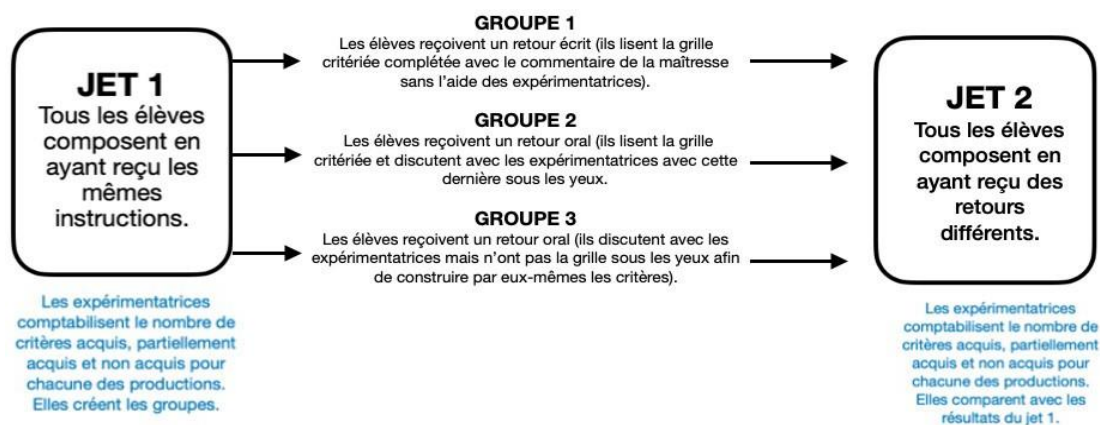 JET 1
Tous les élèves
composent en
ayant reçu les
mêmes
instructions.
Les expérimentatrices
comptabilisent le nombre de
critères acquis, partiellement
acquis et non acquis pour
chacune des productions.
Elles créent les groupes.
GROUPE 1
Les élèves reçoivent un retour écrit (ils lisent la grille
critériée complétée avec le commentaire de la maîtresse
sans l'aide des expérimentatrices).
GROUPE 2
Les élèves reçoivent un retour oral (ils lisent la grille
critériée et discutent avec les expérimentatrices avec cette
dernière sous les yeux.
GROUPE 3
Les élèves reçoivent un retour oral (ils discutent avec les
expérimentatrices mais n'ont pas la grille sous les yeux afin
de construire par eux-mêmes les critères).
JET 2
Tous les élèves
composent en
ayant reçu des
retours
différents.
Les expérimentatrices
comptabilisent le nombre de
critères acquis, partiellement
acquis et non acquis pour
chacune des productions.
Elles comparent avec les
résultats du jet 1.